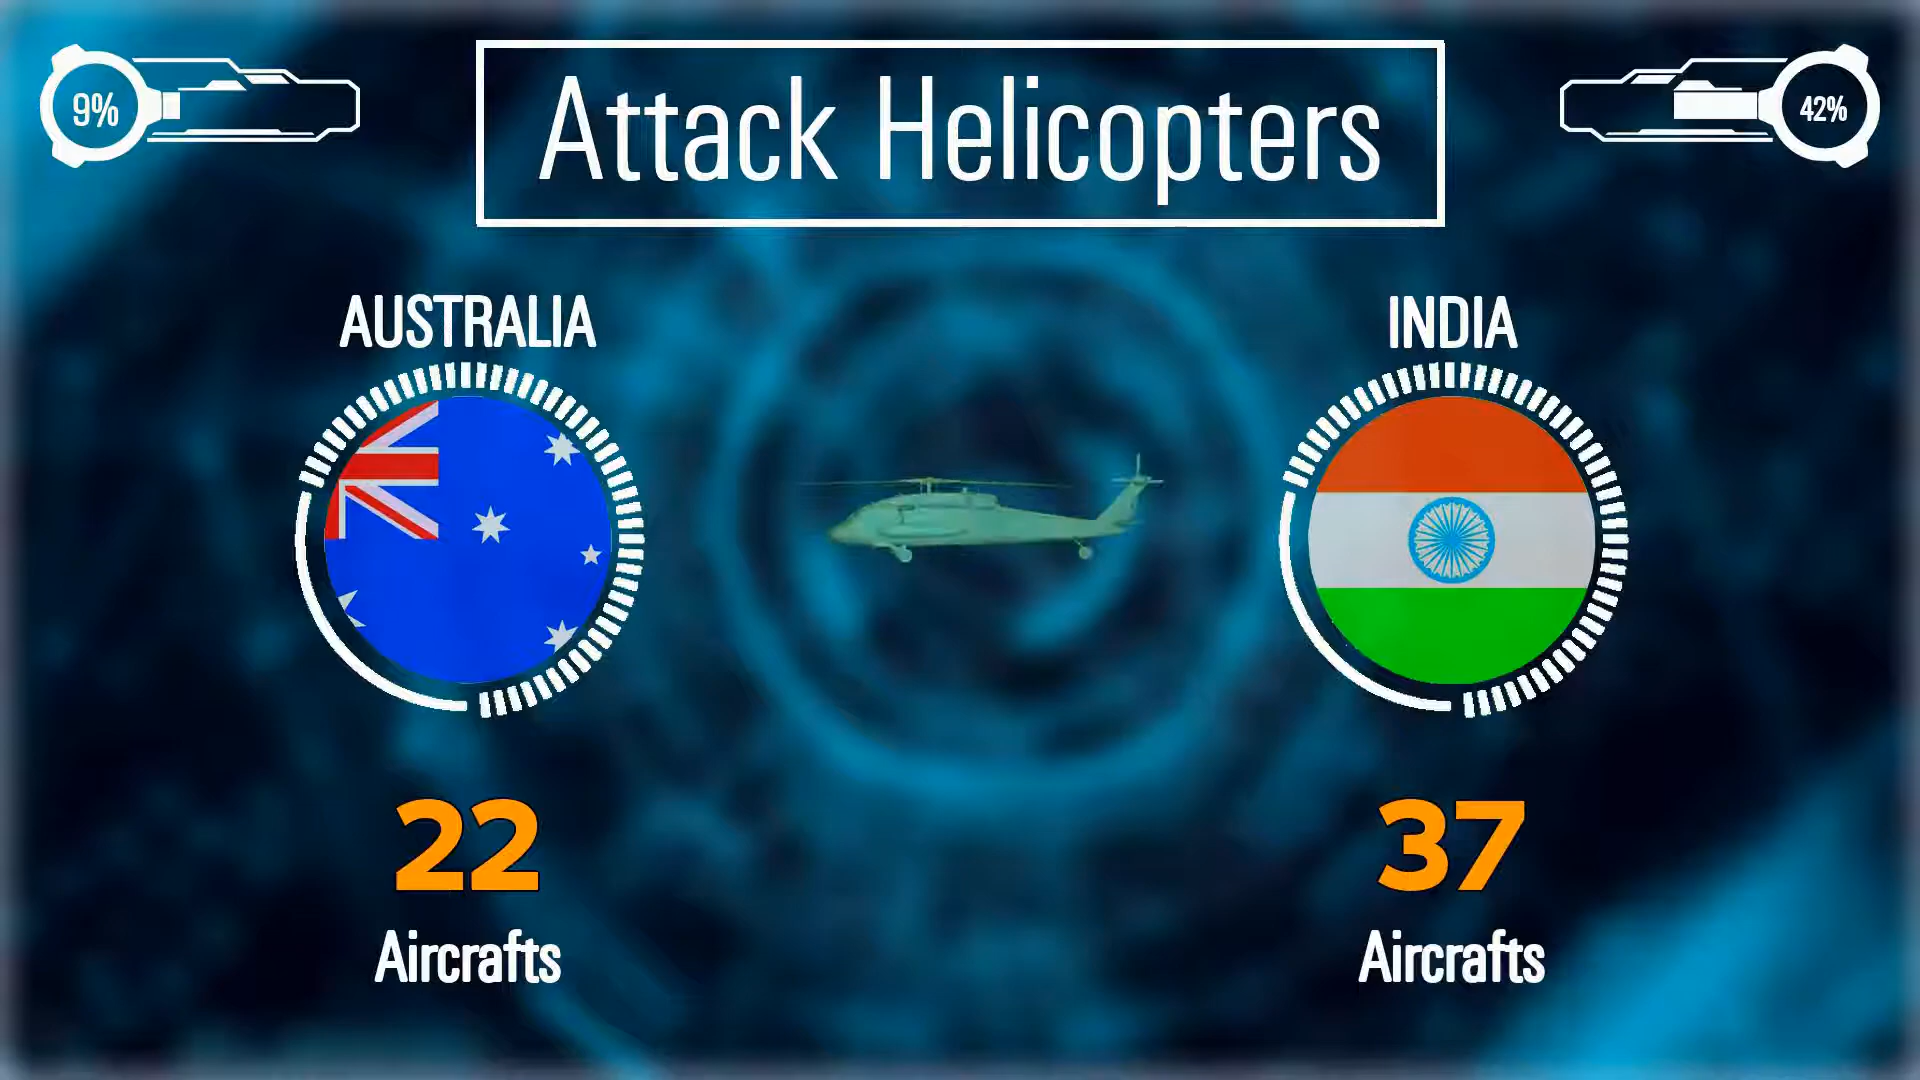 9%
Attack Helicopters
42%
AUSTRALIA
INDIA
22
37
Aircrafts
Aircrafts